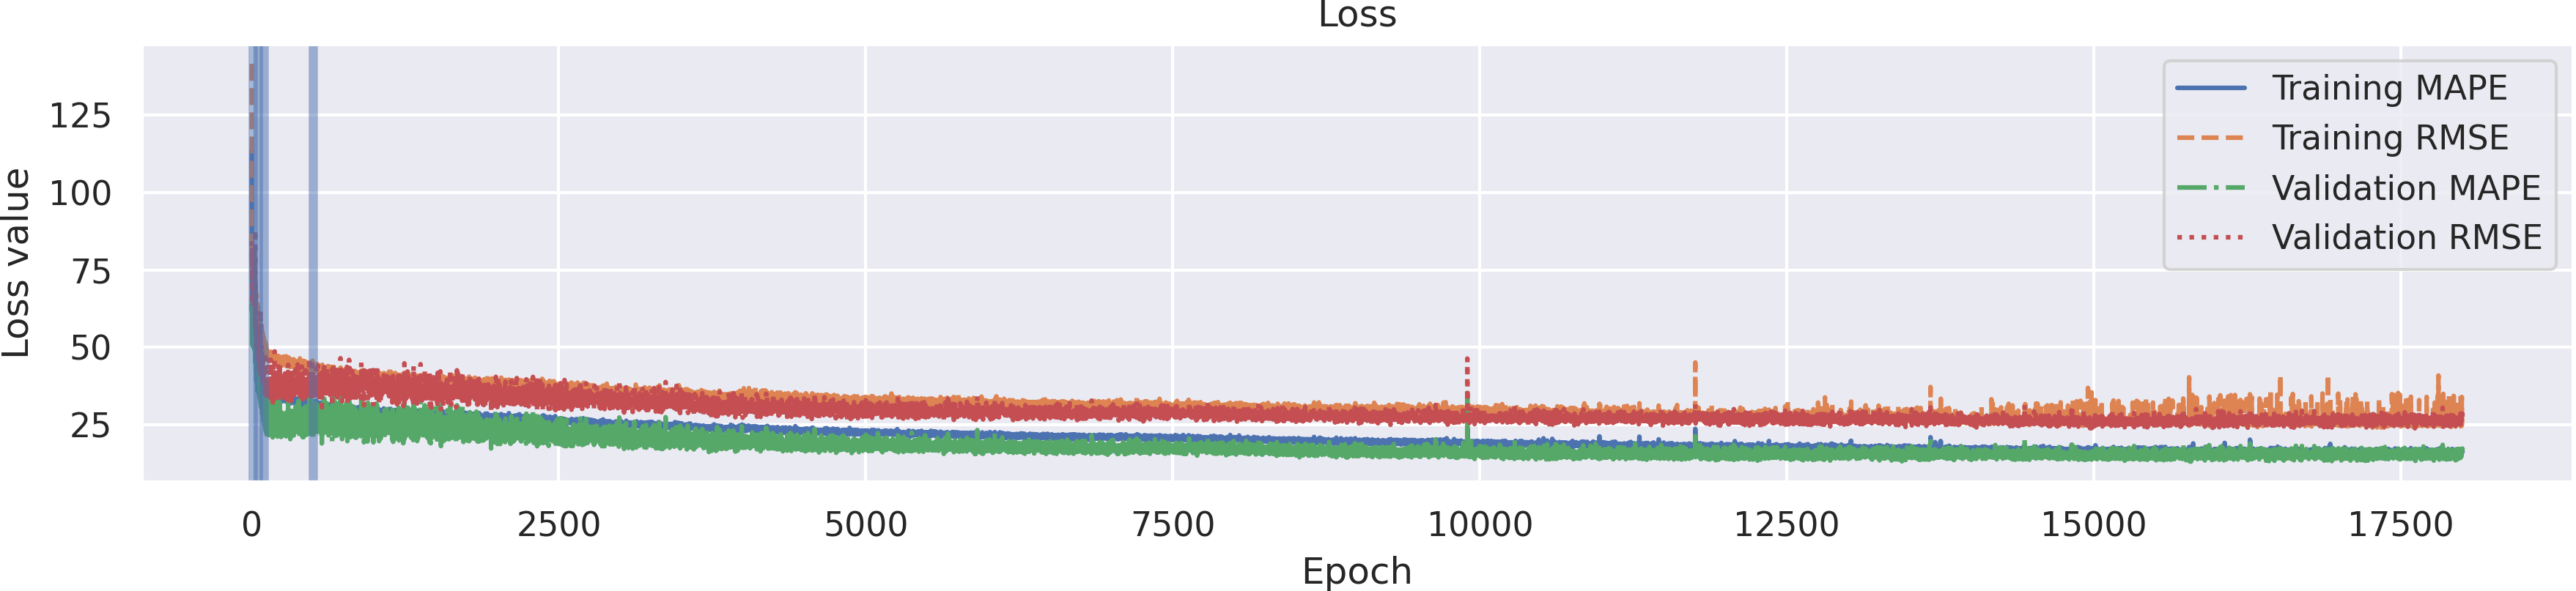 Loss
Loss value
125
100
75
50
25
Training MAPE
Training RMSE
Validation MAPE
Validation RMSE
0 2500 5000 7500 10000 12500 15000 17500
Epoch